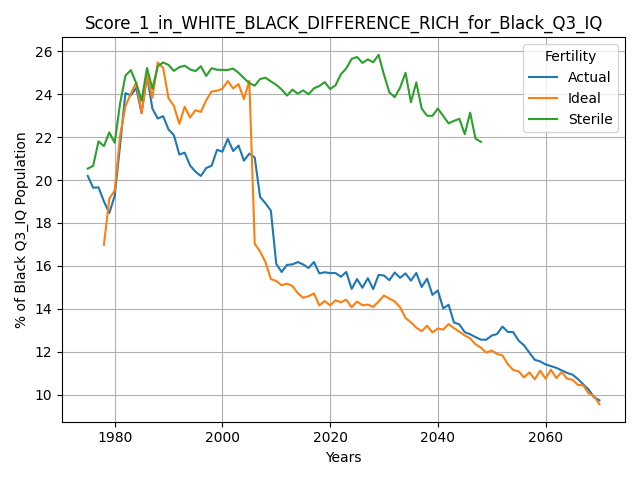 Score_1_in_WHITE_BLACK_DIFFERENCE_RICH_for_Black_Q3_IQ
% of Black Q3_IQ Population
26
24
22
20
18
16
14
12
10
1980
2000
2020
2040
2060
Years
Fertility
Actual
Ideal
Sterile